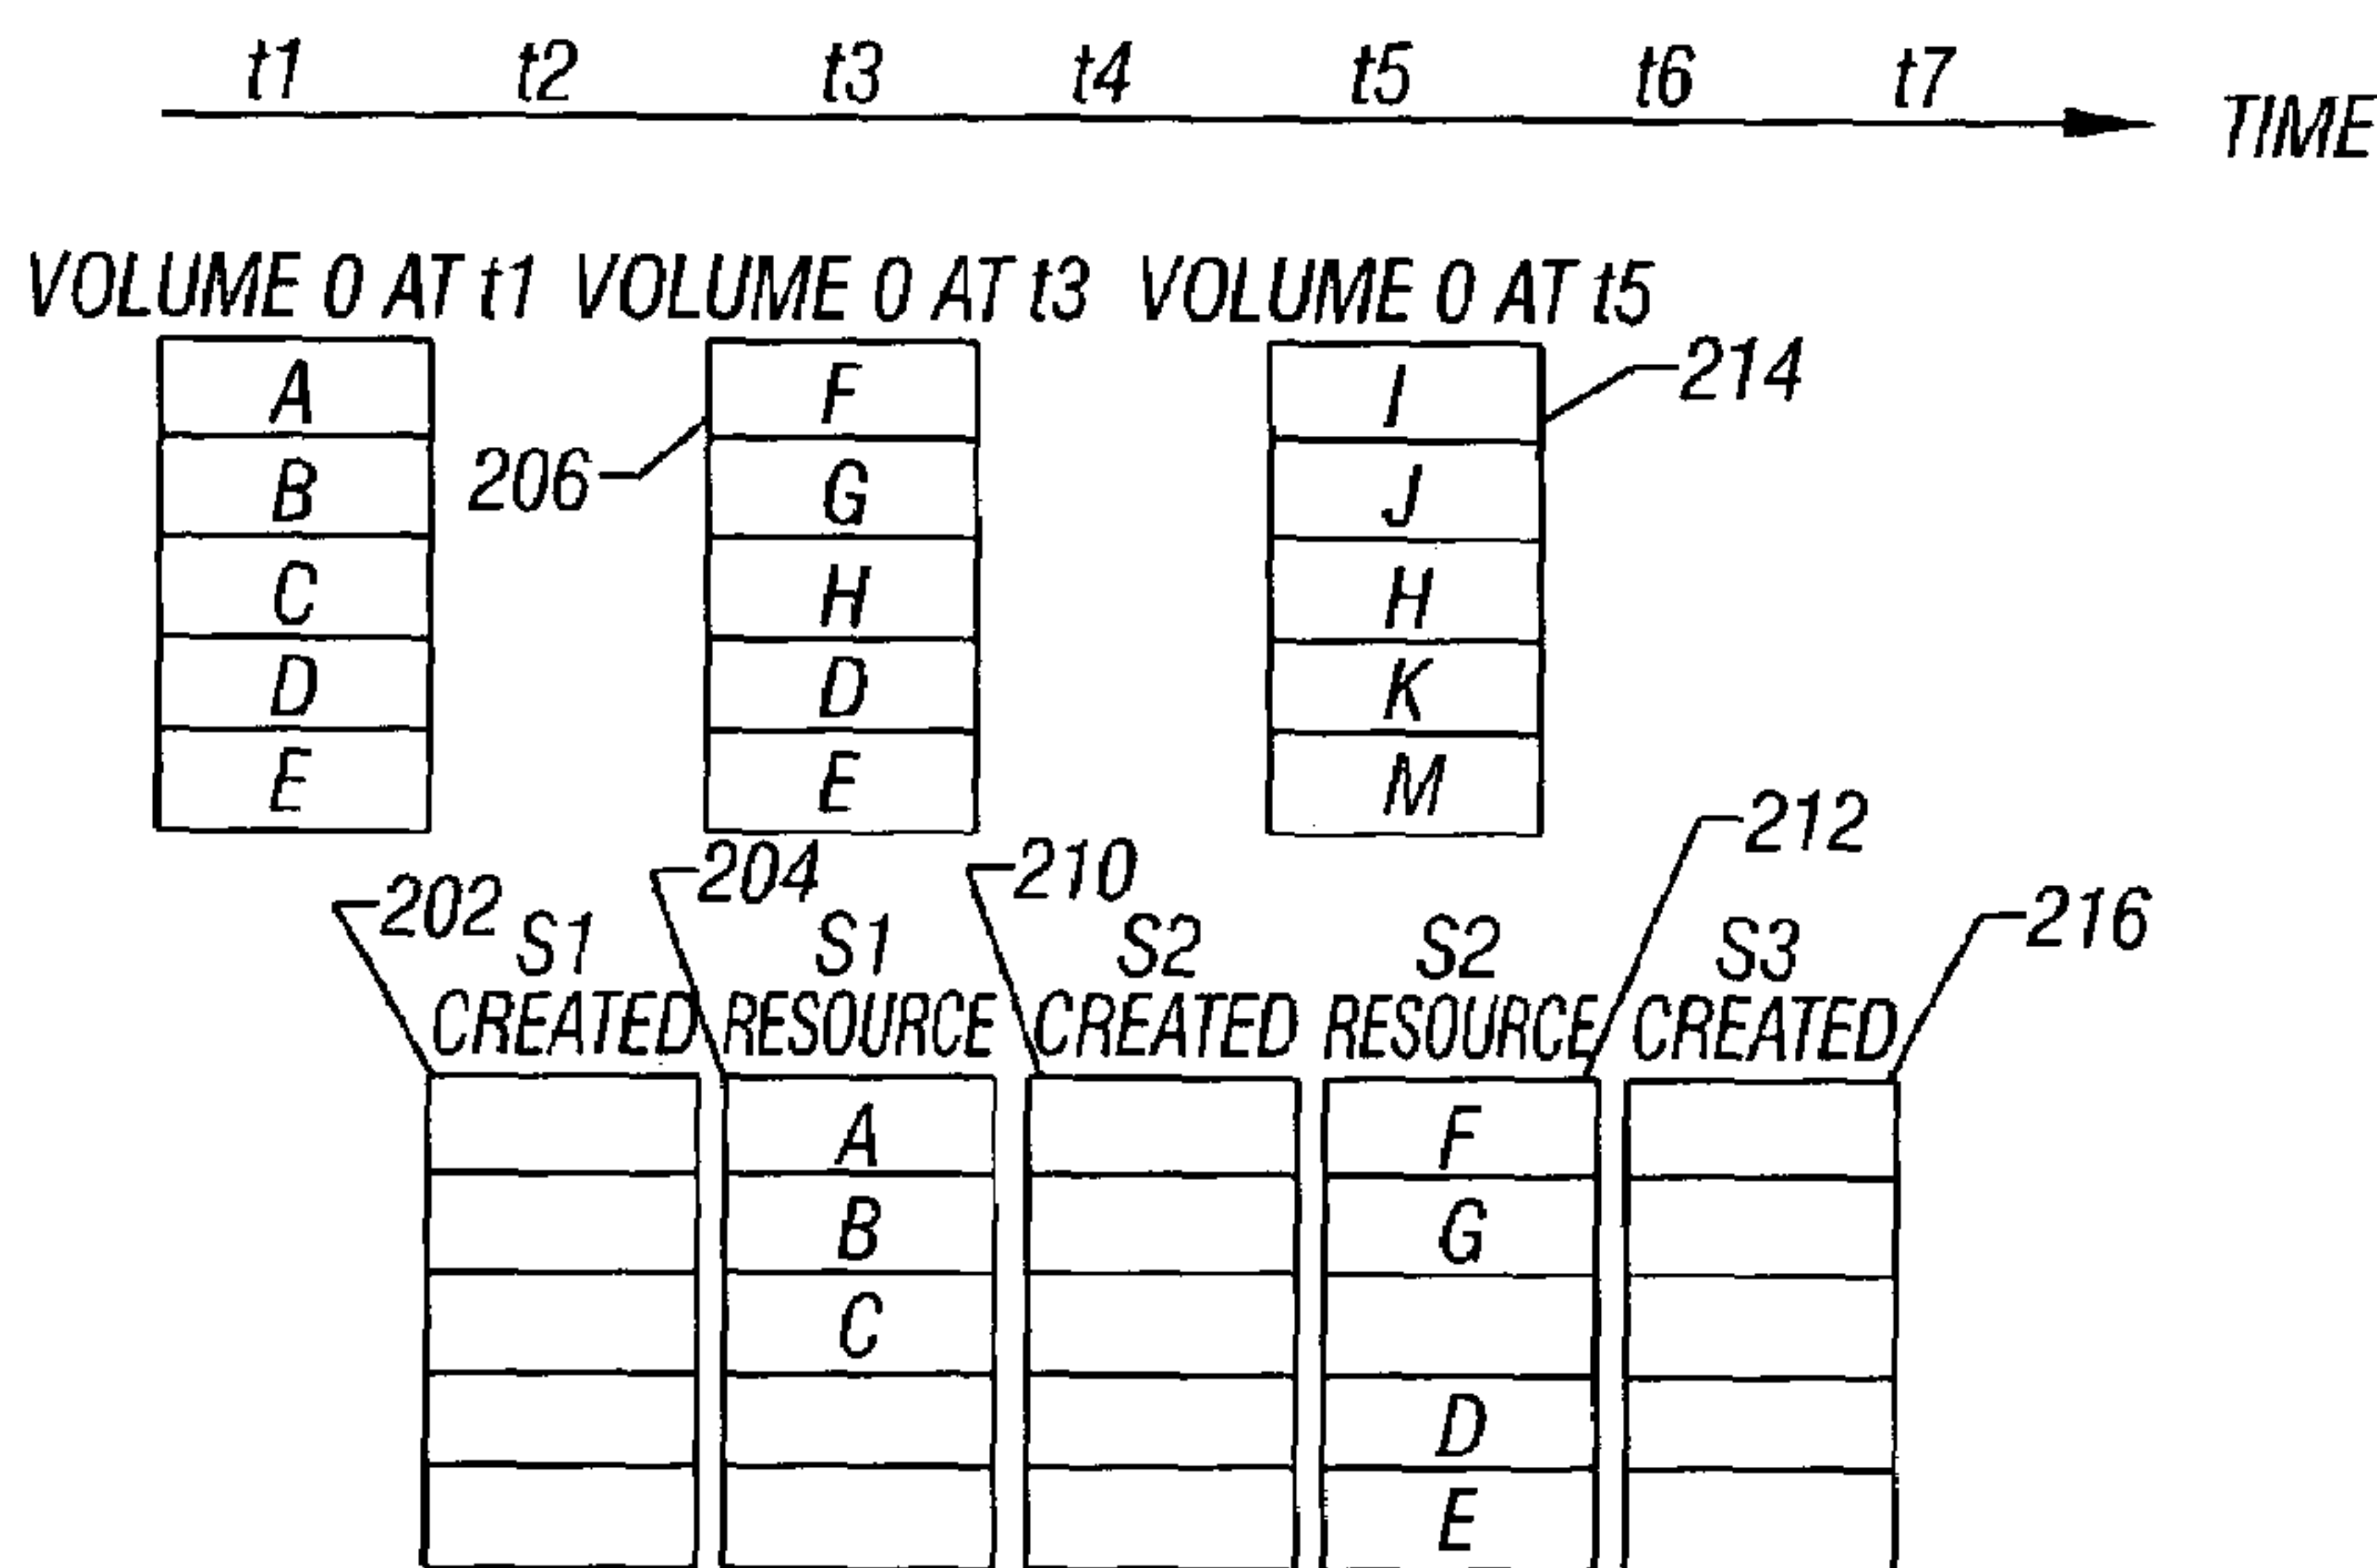 t1 t2 t3 t4 t5 t6 t7
TIME
VOLUME 0 AT t1 VOLUME 0 AT t3 VOLUME 0 AT t5
A F I 214
206
B G J
C H H
D D K
E E M
212
202 204 210 216
S1 S1 S2 S2 S3
CREATED RESOURCE CREATED RESOURCE CREATED
A F
B G
C
D
E